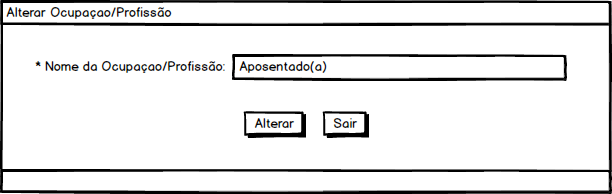 Alterar Ocupaçao/Profissão
* Nome da Ocupaçao/Profissão: Aposentado(a)
Alterar Sair